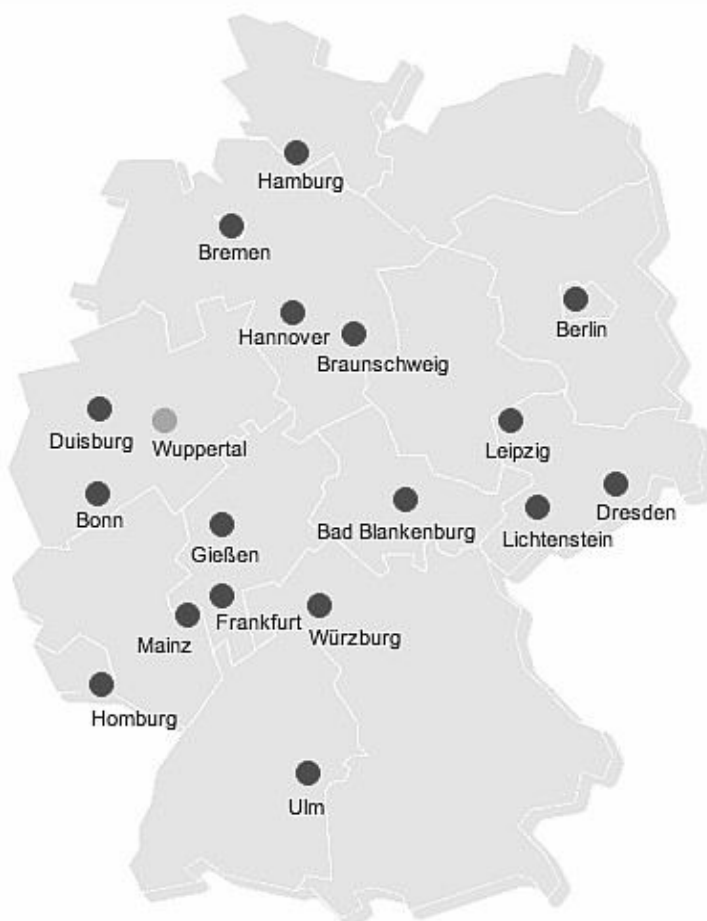 Hamburg
Bremen
Berlin
Hannover
Braunschweig
Duisburg
Wuppertal
Leipzig
Bonn
Dresden
Bad Blankenburg
Lichtenstein
Gießen
Frankfurt
Würzburg
Mainz
Homburg
Ulm